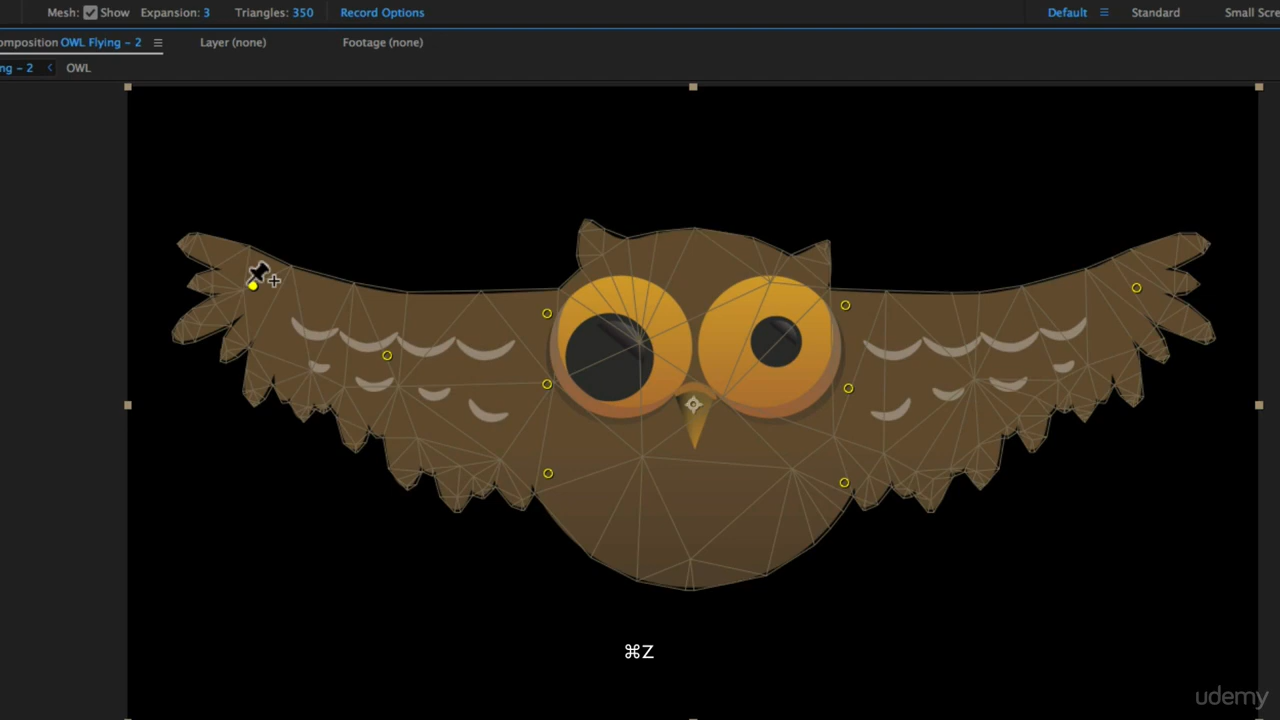 Mesh: Show Expansion: 3 Triangles: 350 Record Options Default Standard Small Scre
omposition OWL Flying – 2 Layer (none) Footage (none)
ng – 2 OWL
⌘Z
udemy